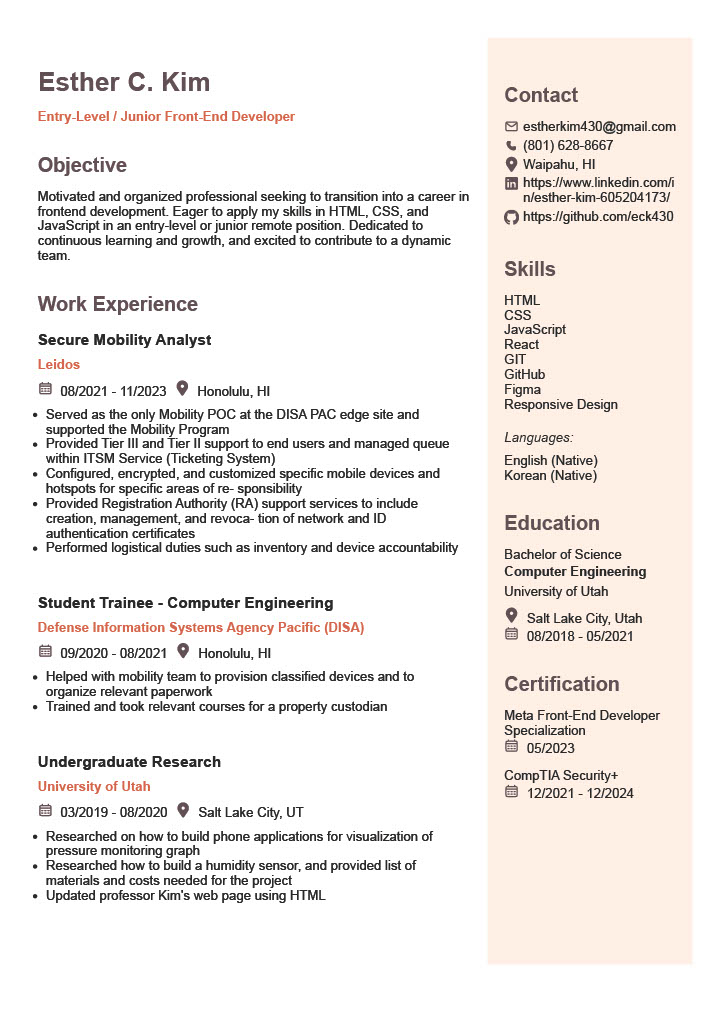 Esther C. Kim
Entry-Level / Junior Front-End Developer
Objective
Motivated and organized professional seeking to transition into a career in
frontend development. Eager to apply my skills in HTML, CSS, and
JavaScript in an entry-level or junior remote position. Dedicated to
continuous learning and growth, and excited to contribute to a dynamic
team.
Work Experience
Secure Mobility Analyst
Leidos
08/2021 - 11/2023 Honolulu, HI
• Served as the only Mobility POC at the DISA PAC edge site and
supported the Mobility Program
• Provided Tier III and Tier II support to end users and managed queue
within ITSM Service (Ticketing System)
• Configured, encrypted, and customized specific mobile devices and
hotspots for specific areas of re- sponsibility
• Provided Registration Authority (RA) support services to include
creation, management, and revoca- tion of network and ID
authentication certificates
• Performed logistical duties such as inventory and device accountability
Student Trainee - Computer Engineering
Defense Information Systems Agency Pacific (DISA)
09/2020 - 08/2021 Honolulu, HI
• Helped with mobility team to provision classified devices and to
organize relevant paperwork
• Trained and took relevant courses for a property custodian
Undergraduate Research
University of Utah
03/2019 - 08/2020 Salt Lake City, UT
• Researched on how to build phone applications for visualization of
pressure monitoring graph
• Researched how to build a humidity sensor, and provided list of
materials and costs needed for the project
• Updated professor Kim's web page using HTML
Contact
estherkim430@gmail.com
(801) 628-8667
Waipahu, HI
https://www.linkedin.com/i
n/esther-kim-605204173/
https://github.com/eck430
Skills
HTML
CSS
JavaScript
React
GIT
GitHub
Figma
Responsive Design
Languages:
English (Native)
Korean (Native)
Education
Bachelor of Science
Computer Engineering
University of Utah
Salt Lake City, Utah
08/2018 - 05/2021
Certification
Meta Front-End Developer
Specialization
05/2023
CompTIA Security+
12/2021 - 12/2024